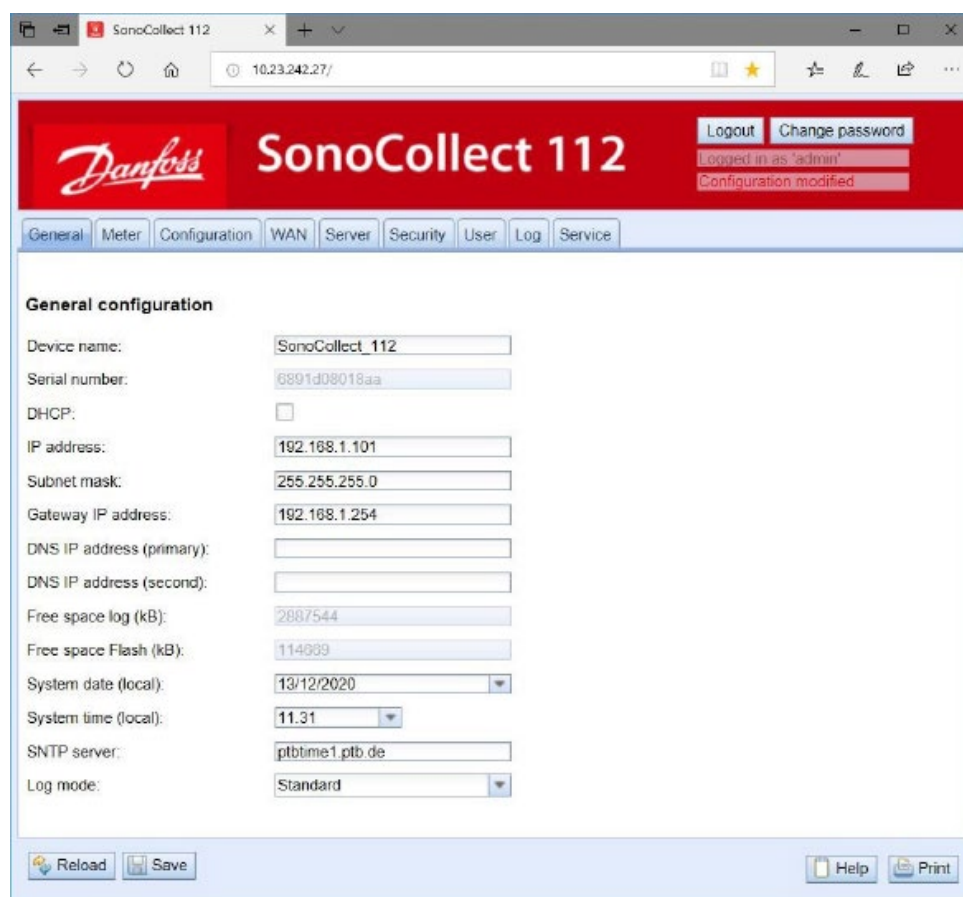 SonoCollect 112
10.23.242.27/
Danfoss
SonoCollect 112
Logout Change password
Logged in as 'admin'
Configuration modified
General Meter Configuration WAN Server Security User Log Service
General configuration
Device name: SonoCollect_112
Serial number: 6891d08018aa
DHCP:
IP address: 192.168.1.101
Subnet mask: 255.255.255.0
Gateway IP address: 192.168.1.254
DNS IP address (primary):
DNS IP address (second):
Free space log (kB): 2887544
Free space Flash (kB): 114669
System date (local): 13/12/2020
System time (local): 11.31
SNTP server: ptbtime1.ptb.de
Log mode: Standard
Reload Save Help Print